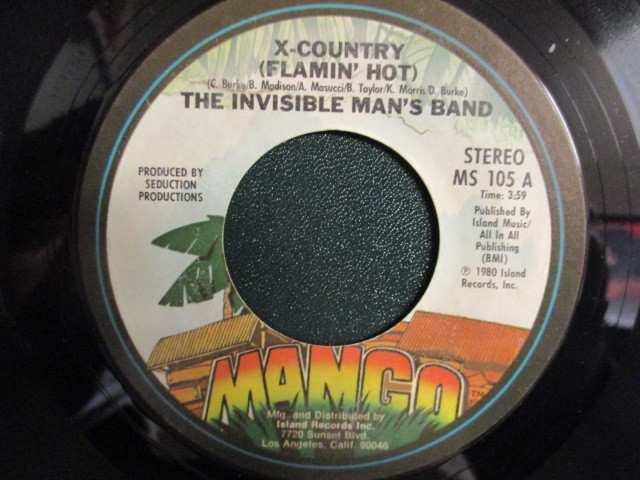 X-COUNTRY
(FLAMIN' HOT)
(C. Burke/B. Madison/A. Masucci/B. Taylor/K. Morris/D. Burke)
THE INVISIBLE MAN'S BAND
PRODUCED BY
SEDUCTION
PRODUCTIONS
STEREO
MS 105 A
Time: 3:59
Published By
Island Music/
All In All
Publishing
(BMI)
℗ 1980 Island
Records, Inc.
MANGO™
Mfg. and Distributed by
Island Records Inc.
7720 Sunset Blvd.
Los Angeles, Calif. 90046